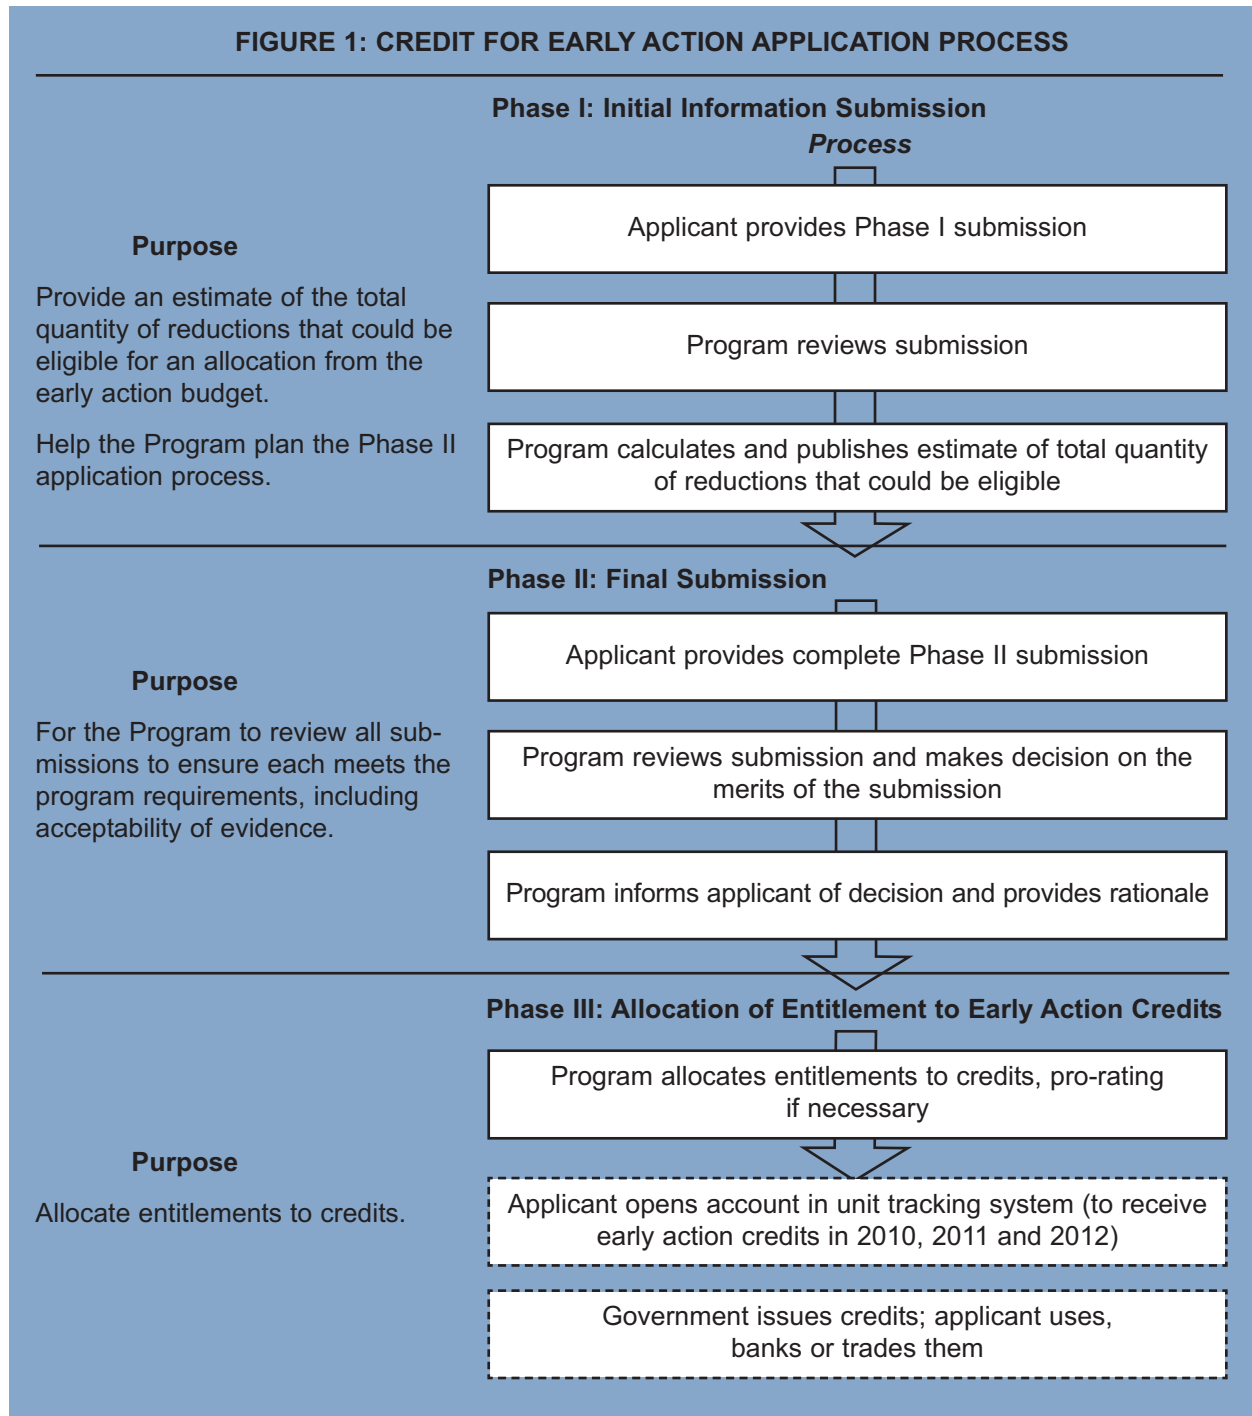 FIGURE 1: CREDIT FOR EARLY ACTION APPLICATION PROCESS
Phase I: Initial Information Submission
Process
Applicant provides Phase I submission
Purpose
Provide an estimate of the total
quantity of reductions that could be
eligible for an allocation from the
early action budget.
Help the Program plan the Phase II
application process.
Program reviews submission
Program calculates and publishes estimate of total quantity
of reductions that could be eligible
Phase II: Final Submission
Applicant provides complete Phase II submission
Purpose
For the Program to review all sub-
missions to ensure each meets the
program requirements, including
acceptability of evidence.
Program reviews submission and makes decision on the
merits of the submission
Program informs applicant of decision and provides rationale
Phase III: Allocation of Entitlement to Early Action Credits
Program allocates entitlements to credits, pro-rating
if necessary
Purpose
Allocate entitlements to credits.
Applicant opens account in unit tracking system (to receive
early action credits in 2010, 2011 and 2012)
Government issues credits; applicant uses,
banks or trades them